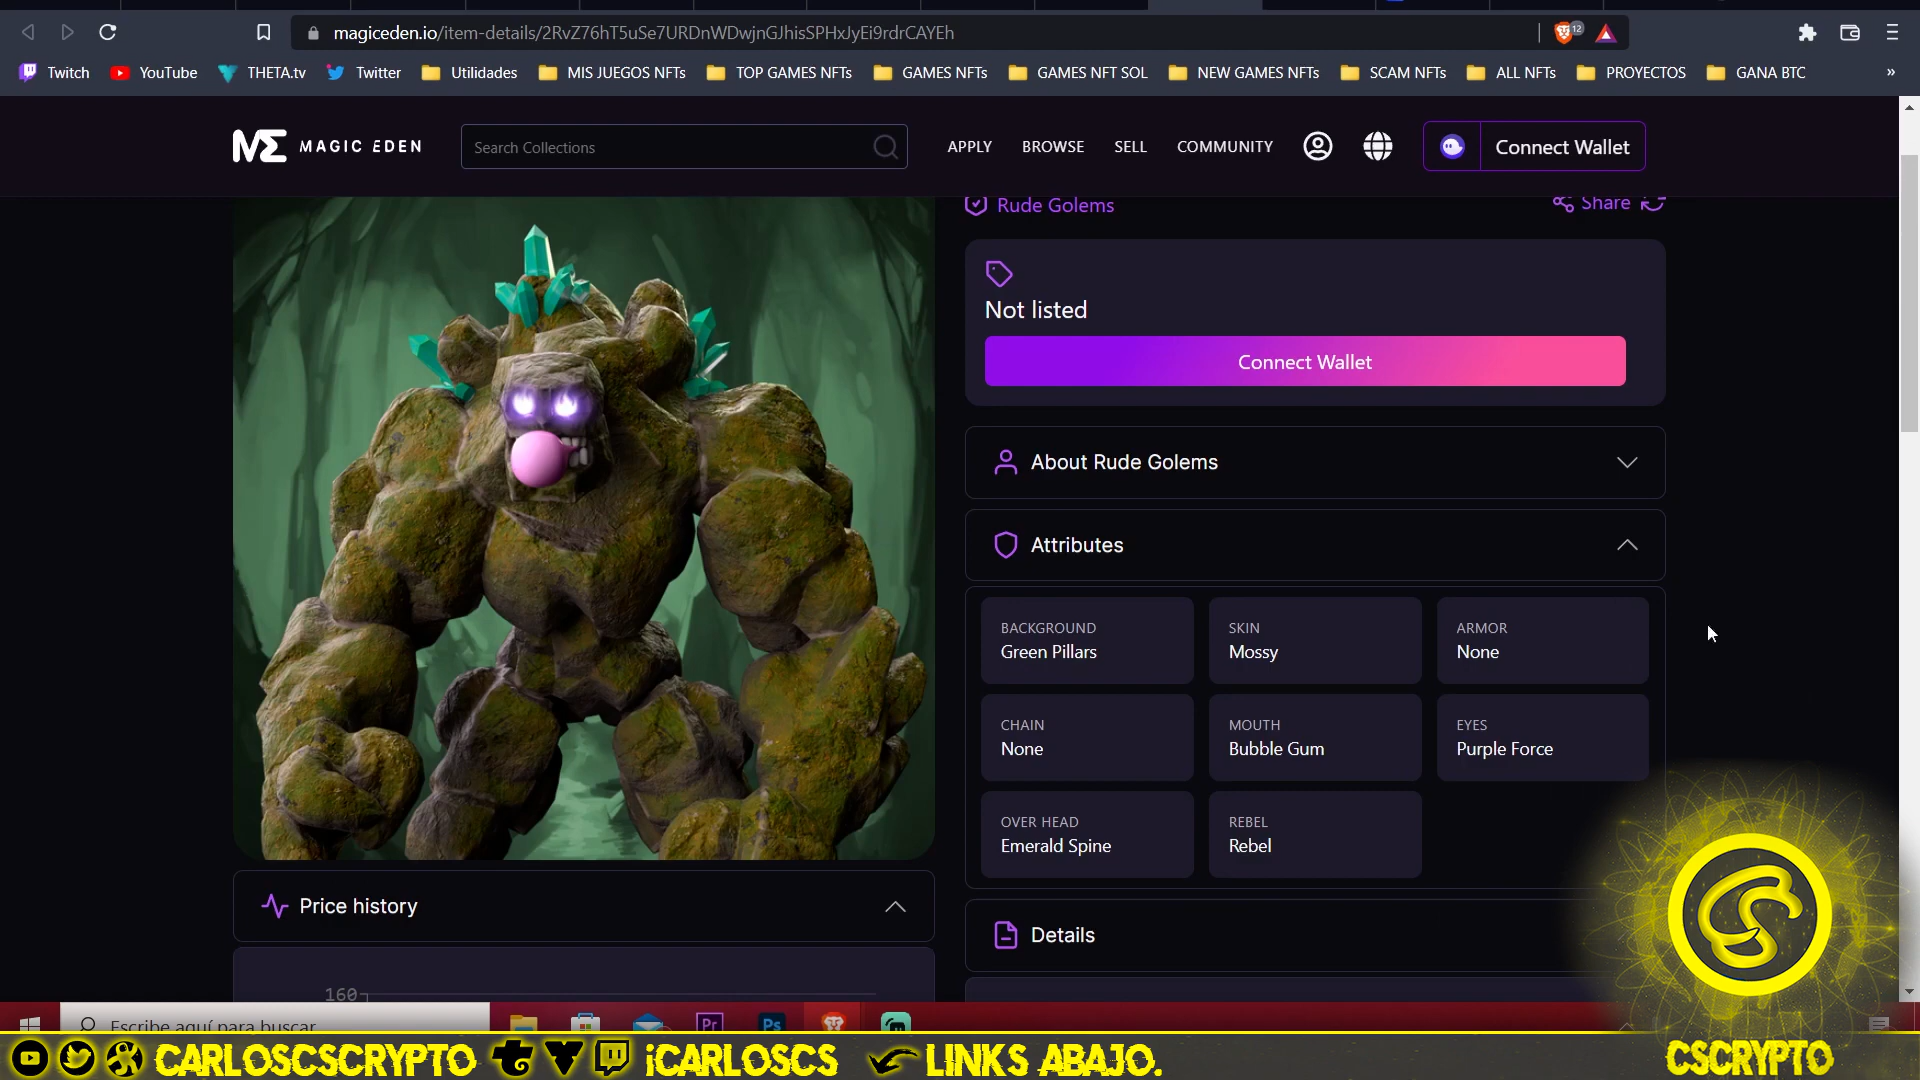 magiceden.io/item-details/2RvZ76hT5uSe7URDnWDwjnGJhisSPHxJyEi9rdrCAYEh
12
Twitch YouTube THETA.tv Twitter Utilidades MIS JUEGOS NFTs TOP GAMES NFTs GAMES NFTs GAMES NFT SOL NEW GAMES NFTs SCAM NFTs ALL NFTs PROYECTOS GANA BTC »
ME MAGIC EDEN Search Collections APPLY BROWSE SELL COMMUNITY Connect Wallet
Rude Golems Share
Not listed
Connect Wallet
About Rude Golems
Attributes
BACKGROUND SKIN ARMOR
Green Pillars Mossy None
CHAIN MOUTH EYES
None Bubble Gum Purple Force
OVER HEAD REBEL
Emerald Spine Rebel
Price history
Details
160
Escribe aquí para buscar
Pr Ps
CARLOSCSCRYPTO iCARLOSCS LINKS ABAJO.
CSCRYPTO